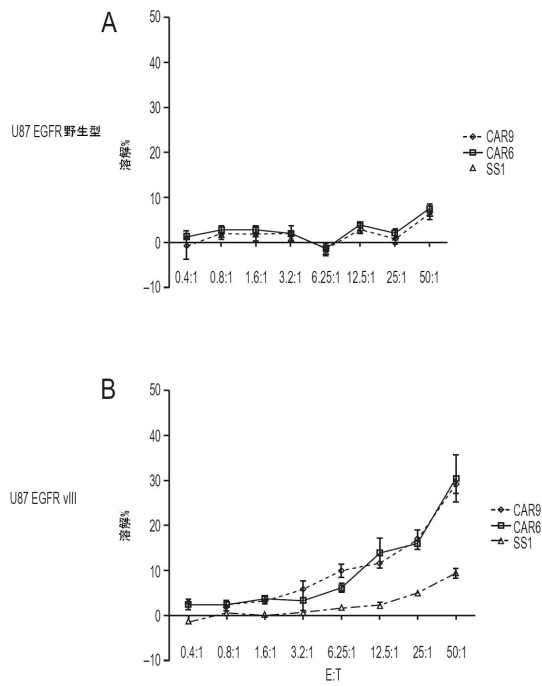 A
50
40
30
20
10
0
−10
溶解%
U87 EGFR 野生型
0.4:1 0.8:1 1.6:1 3.2:1 6.25:1 12.5:1 25:1 50:1
CAR9
CAR6
SS1
B
50
40
30
20
10
0
−10
溶解%
U87 EGFR vIII
0.4:1 0.8:1 1.6:1 3.2:1 6.25:1 12.5:1 25:1 50:1
E:T
CAR9
CAR6
SS1